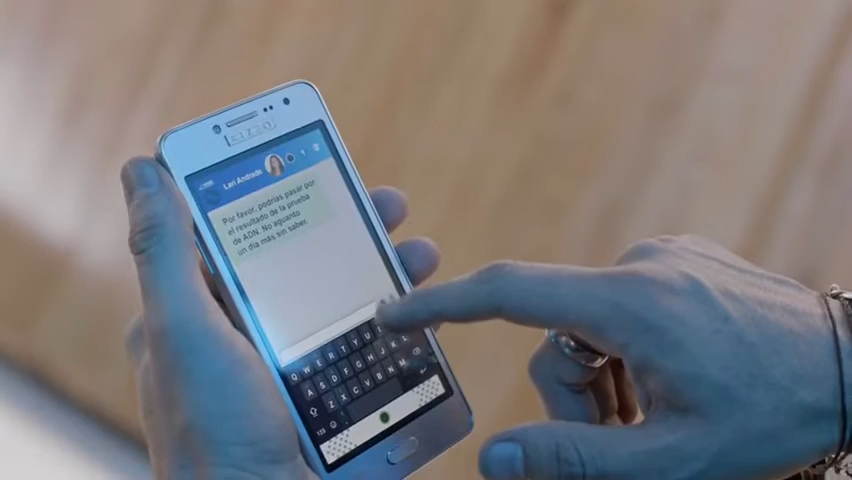 Lari Andrade
Por favor, podrías pasar por
el resultado de la prueba
de ADN. No aguanto
un día más sin saber.
Q W E R T Y U
A S D F G H J K L
Z X C V B N M
123